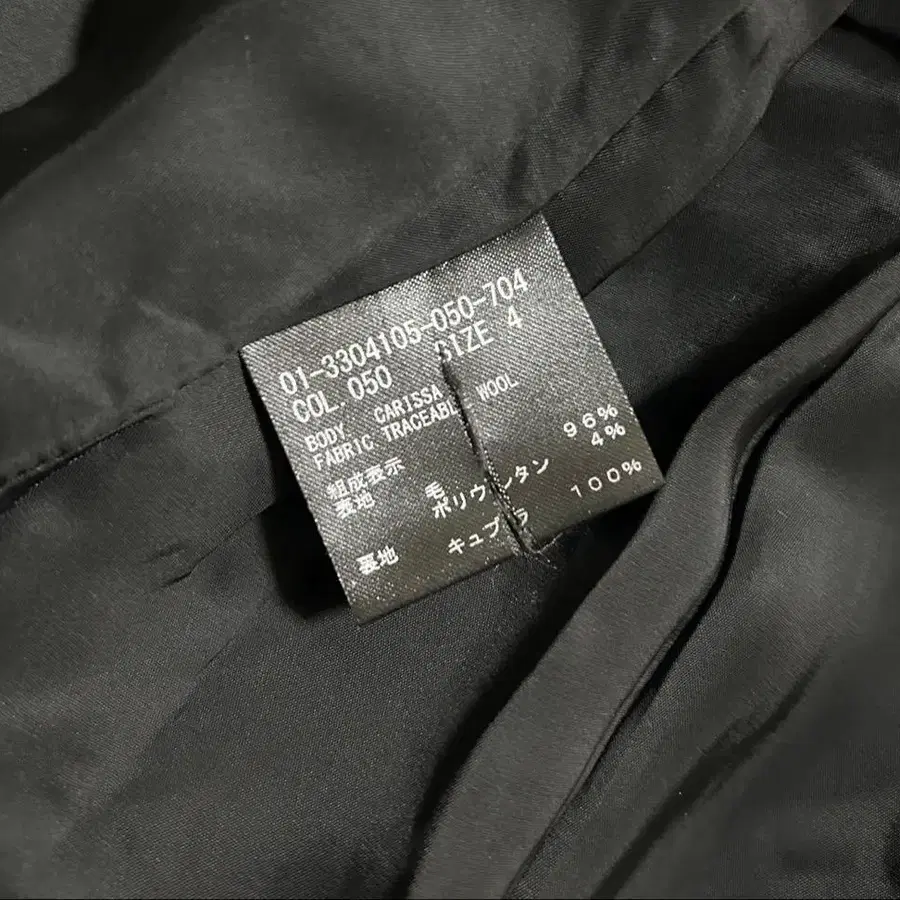 01-3304105-050-704
COL. 050 SIZE 4
BODY CARISSA
FABRIC TRACEABLE WOOL
組成表示
表地 毛 96%
ポリウレタン 4%
裏地 キュプラ 100%